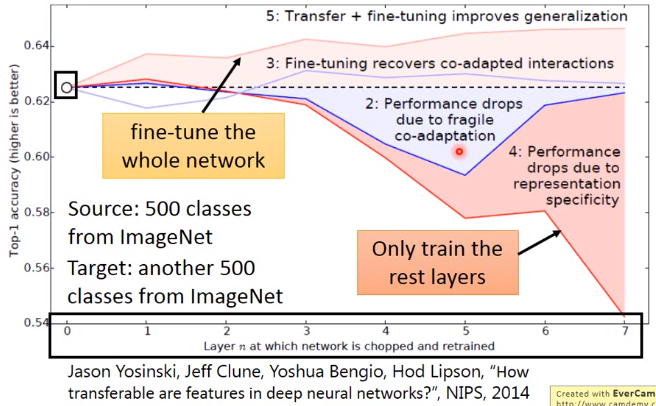 5: Transfer + fine-tuning improves generalization
0.64
3: Fine-tuning recovers co-adapted interactions
0.62
2: Performance drops
due to fragile
co-adaptation
fine-tune the
whole network
0.60
4: Performance
drops due to
representation
specificity
Top-1 accuracy (higher is better)
0.58
Source: 500 classes
from ImageNet
Target: another 500
classes from ImageNet
Only train the
rest layers
0.56
0.54
0 1 2 3 4 5 6 7
Layer n at which network is chopped and retrained
Jason Yosinski, Jeff Clune, Yoshua Bengio, Hod Lipson, “How
transferable are features in deep neural networks?”, NIPS, 2014
Created with EverCam